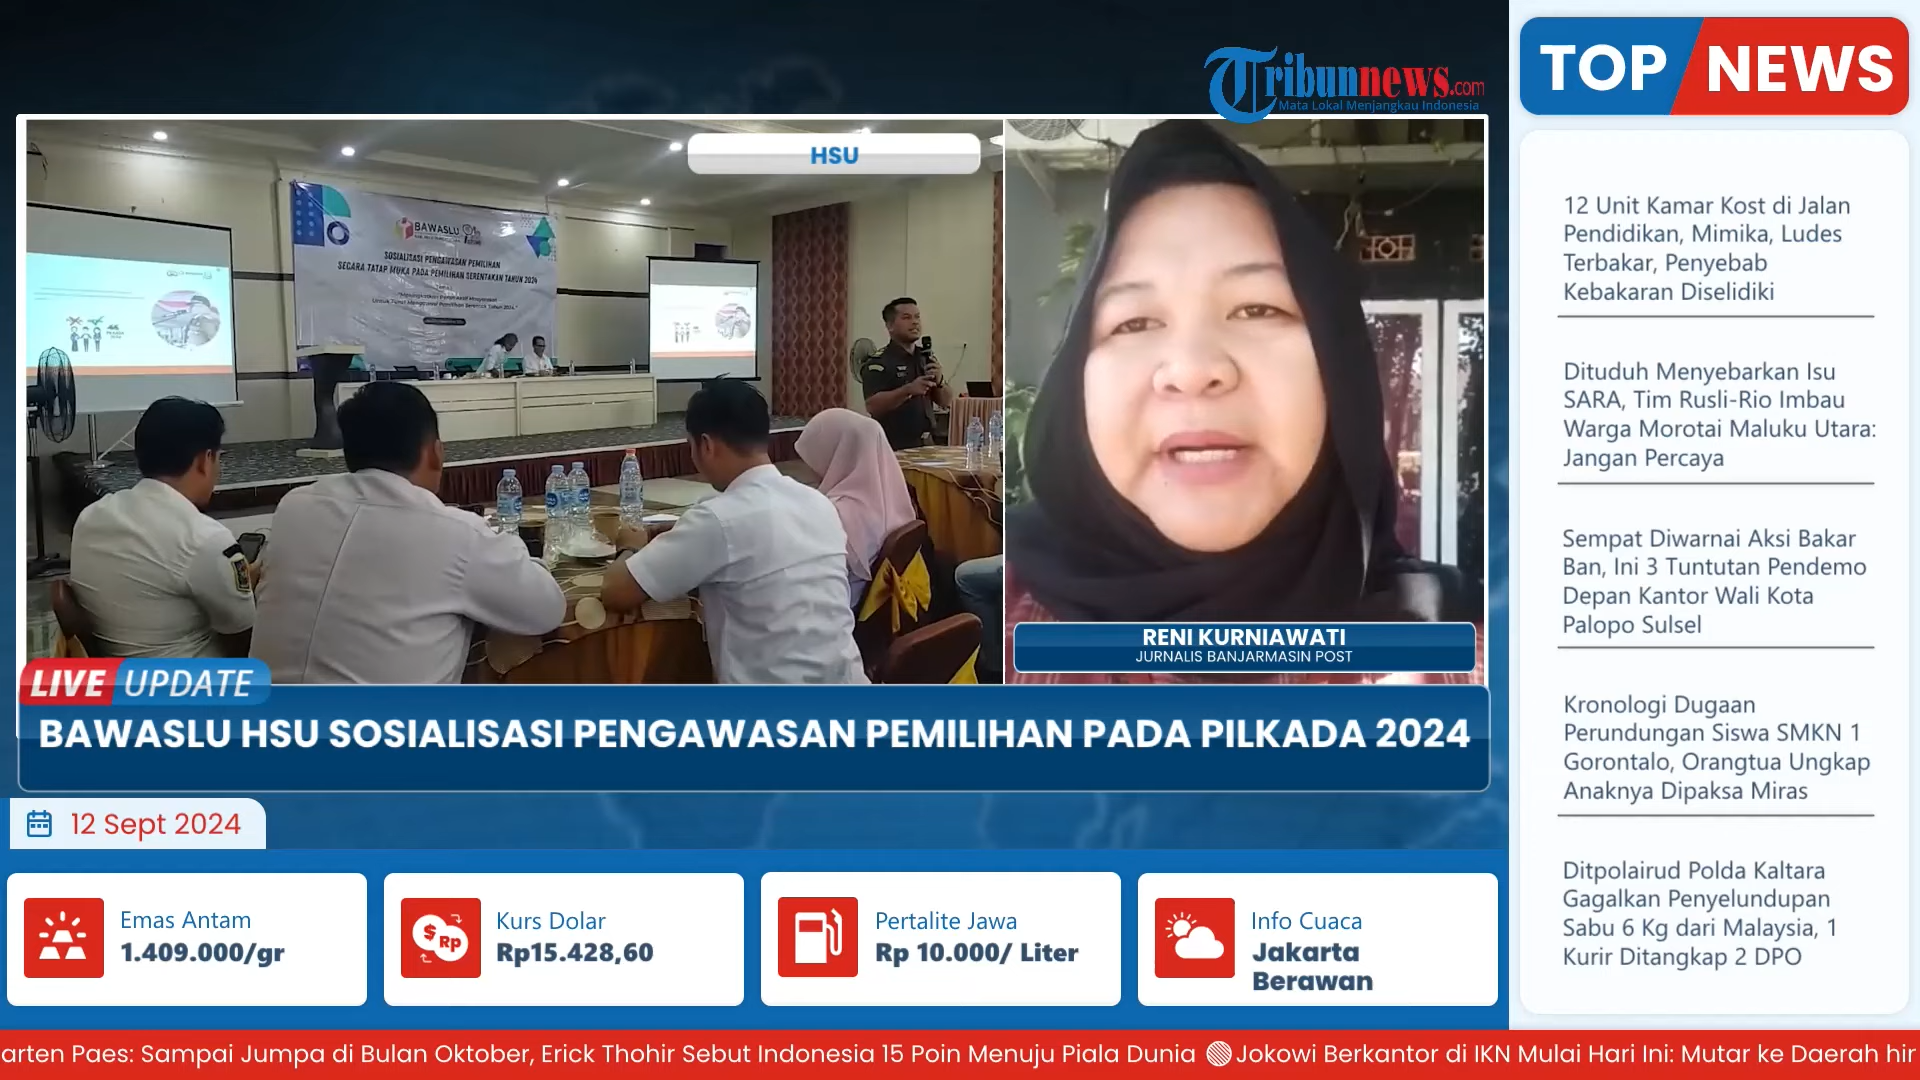 Tribunnews.com
Mata Lokal Menjangkau Indonesia
TOP NEWS
HSU
BAWASLU
SOSIALISASI PENGAWASAN PEMILIHAN
SECARA TATAP MUKA PADA PEMILIHAN SERENTAK TAHUN 2024
RENI KURNIAWATI
JURNALIS BANJARMASIN POST
LIVE UPDATE
BAWASLU HSU SOSIALISASI PENGAWASAN PEMILIHAN PADA PILKADA 2024
12 Sept 2024
Emas Antam
1.409.000/gr
Kurs Dolar
Rp15.428,60
Pertalite Jawa
Rp 10.000/ Liter
Info Cuaca
Jakarta
Berawan
12 Unit Kamar Kost di Jalan
Pendidikan, Mimika, Ludes
Terbakar, Penyebab
Kebakaran Diselidiki
Dituduh Menyebarkan Isu
SARA, Tim Rusli-Rio Imbau
Warga Morotai Maluku Utara:
Jangan Percaya
Sempat Diwarnai Aksi Bakar
Ban, Ini 3 Tuntutan Pendemo
Depan Kantor Wali Kota
Palopo Sulsel
Kronologi Dugaan
Perundungan Siswa SMKN 1
Gorontalo, Orangtua Ungkap
Anaknya Dipaksa Miras
Ditpolairud Polda Kaltara
Gagalkan Penyelundupan
Sabu 6 Kg dari Malaysia, 1
Kurir Ditangkap 2 DPO
arten Paes: Sampai Jumpa di Bulan Oktober, Erick Thohir Sebut Indonesia 15 Poin Menuju Piala Dunia Jokowi Berkantor di IKN Mulai Hari Ini: Mutar ke Daerah hir